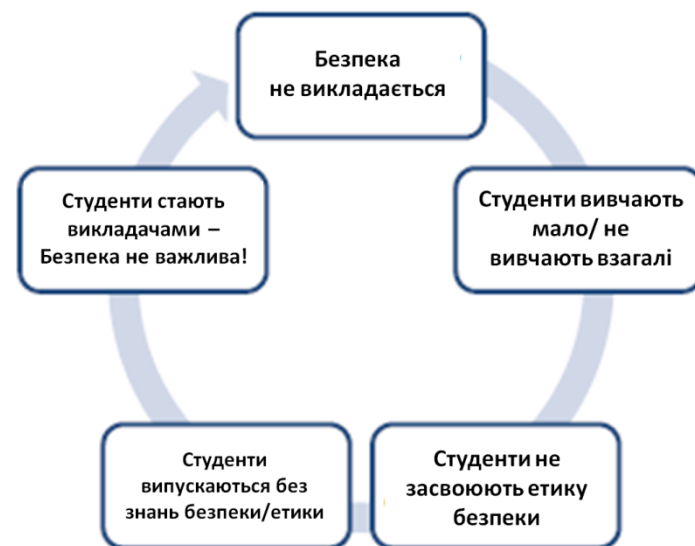 Безпека
не викладається
Студенти вивчають
мало/ не
вивчають взагалі
Студенти не
засвоюють етику
безпеки
Студенти
випускаються без
знань безпеки/етики
Студенти стають
викладачами –
Безпека не важлива!